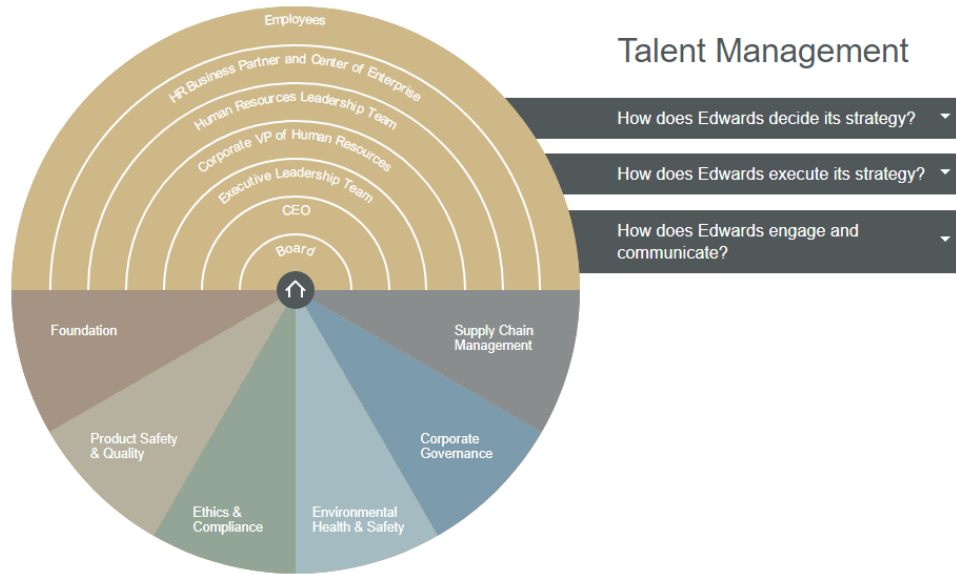 Employees
HR Business Partner and Center of Enterprise
Human Resources Leadership Team
Corporate VP of Human Resources
Executive Leadership Team
CEO
Board
Foundation
Product Safety
& Quality
Ethics &
Compliance
Environmental
Health & Safety
Corporate
Governance
Supply Chain
Management
Talent Management
How does Edwards decide its strategy?
How does Edwards execute its strategy?
How does Edwards engage and
communicate?